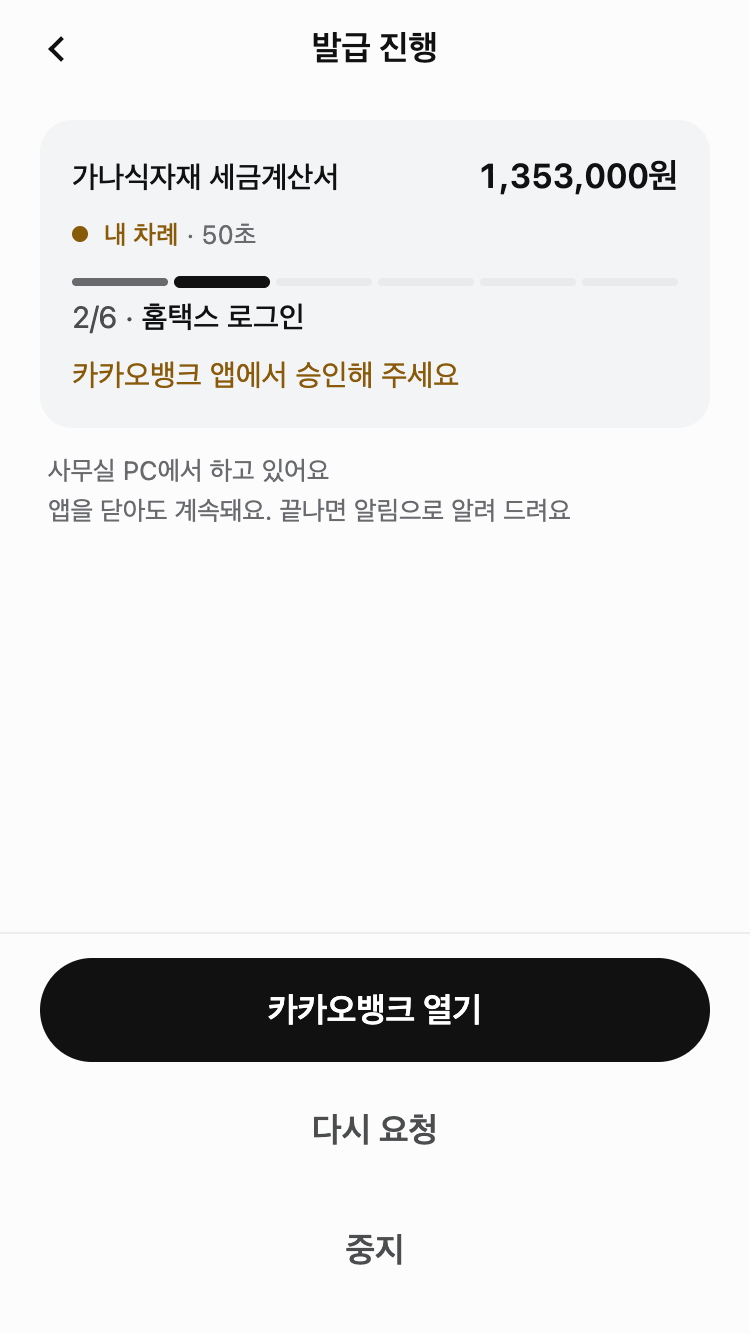 발급 진행
가나식자재 세금계산서 1,353,000원
내 차례 · 50초
2/6 · 홈택스 로그인
카카오뱅크 앱에서 승인해 주세요
사무실 PC에서 하고 있어요
앱을 닫아도 계속돼요. 끝나면 알림으로 알려 드려요
카카오뱅크 열기
다시 요청
중지